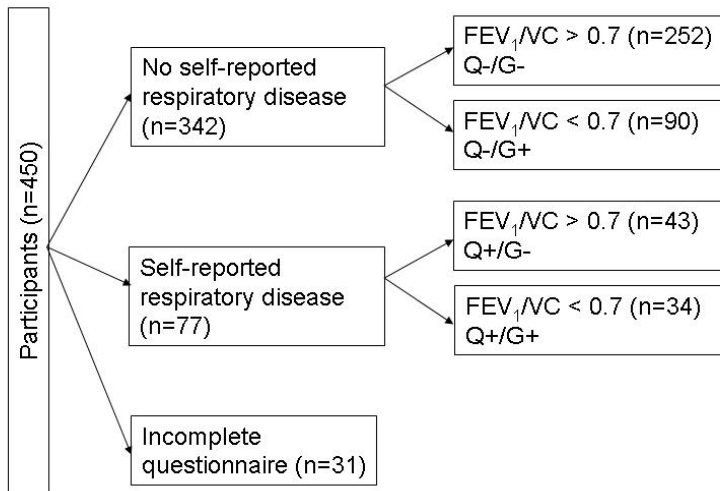 Participants (n=450)
No self-reported
respiratory disease
(n=342)
FEV₁/VC > 0.7 (n=252)
Q-/G-
FEV₁/VC < 0.7 (n=90)
Q-/G+
Self-reported
respiratory disease
(n=77)
FEV₁/VC > 0.7 (n=43)
Q+/G-
FEV₁/VC < 0.7 (n=34)
Q+/G+
Incomplete
questionnaire (n=31)